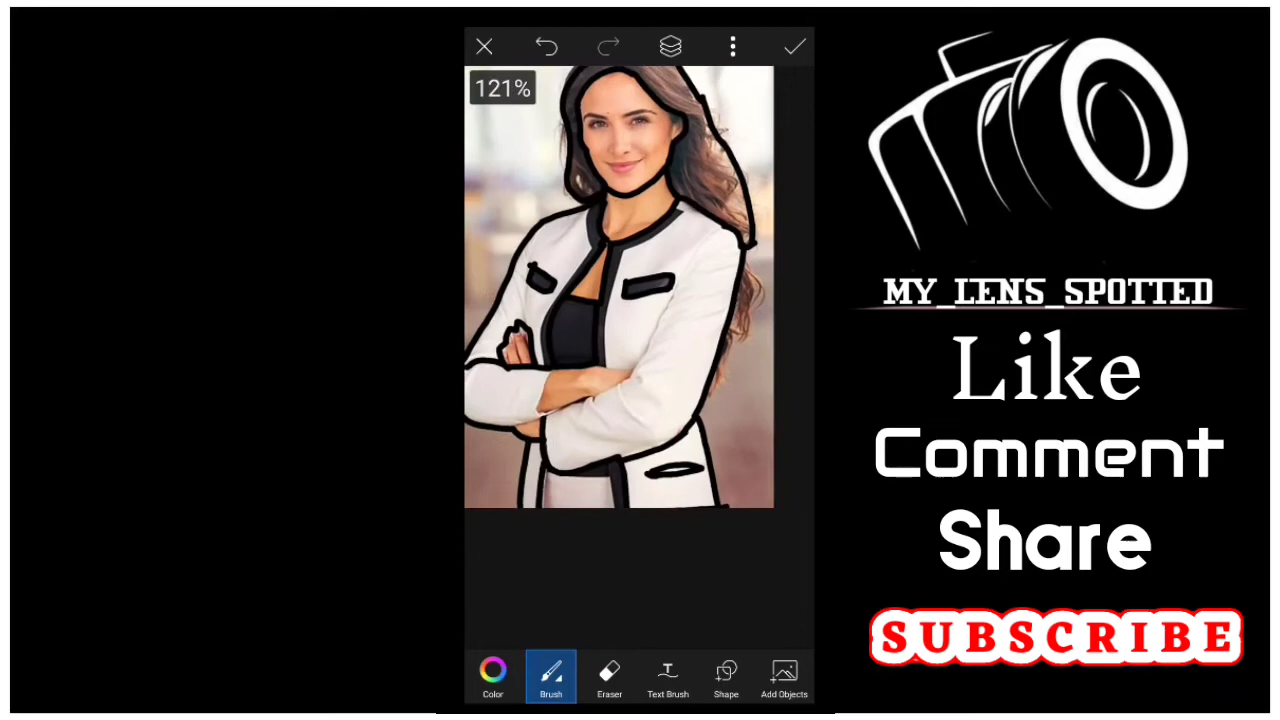 121%
MY_LENS_SPOTTED
Like
Comment
Share
SUBSCRIBE
Color Brush Eraser Text Brush Shape Add Objects